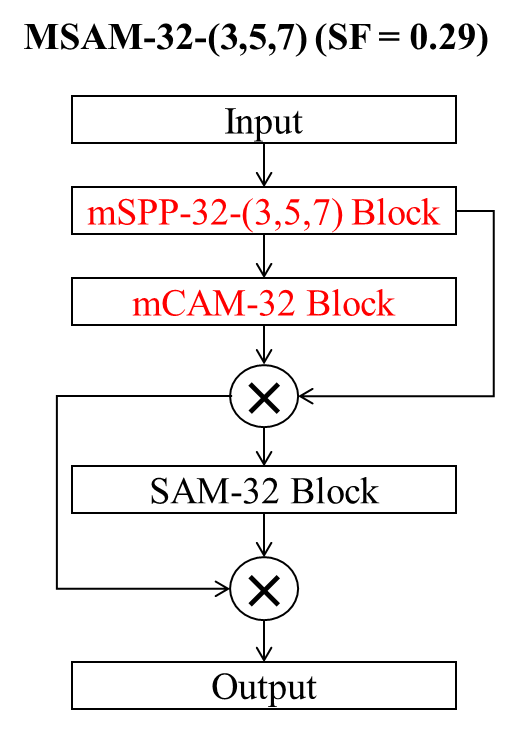 MSAM-32-(3,5,7) (SF = 0.29)
Input
mSPP-32-(3,5,7) Block
mCAM-32 Block
×
SAM-32 Block
×
Output